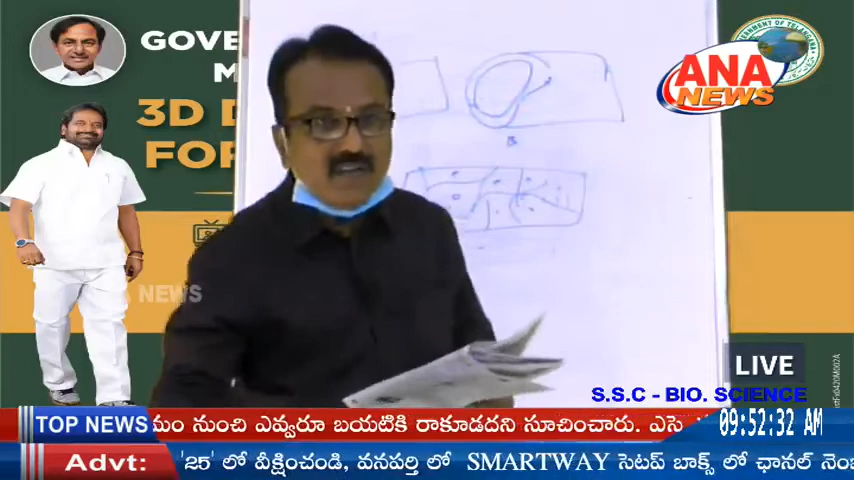 GOVE
M
3D D
FOR
ANA
NEWS
NEWS
B
LIVE
S.S.C - BIO. SCIENCE
TOP NEWS మం నుంచి ఎవ్వరూ బయటికి రాకూడదని సూచించారు. ఎసె 09:52:32 AM
Advt: '25' లో వీక్షించండి, వనపర్తి లో SMARTWAY సెటప్ బాక్స్ లో ఛానల్ నెం